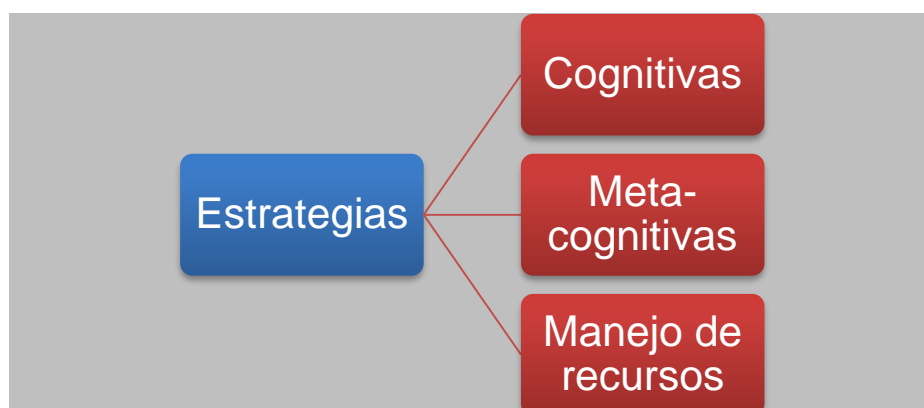 Cognitivas
Estrategias
Meta-
cognitivas
Manejo de
recursos